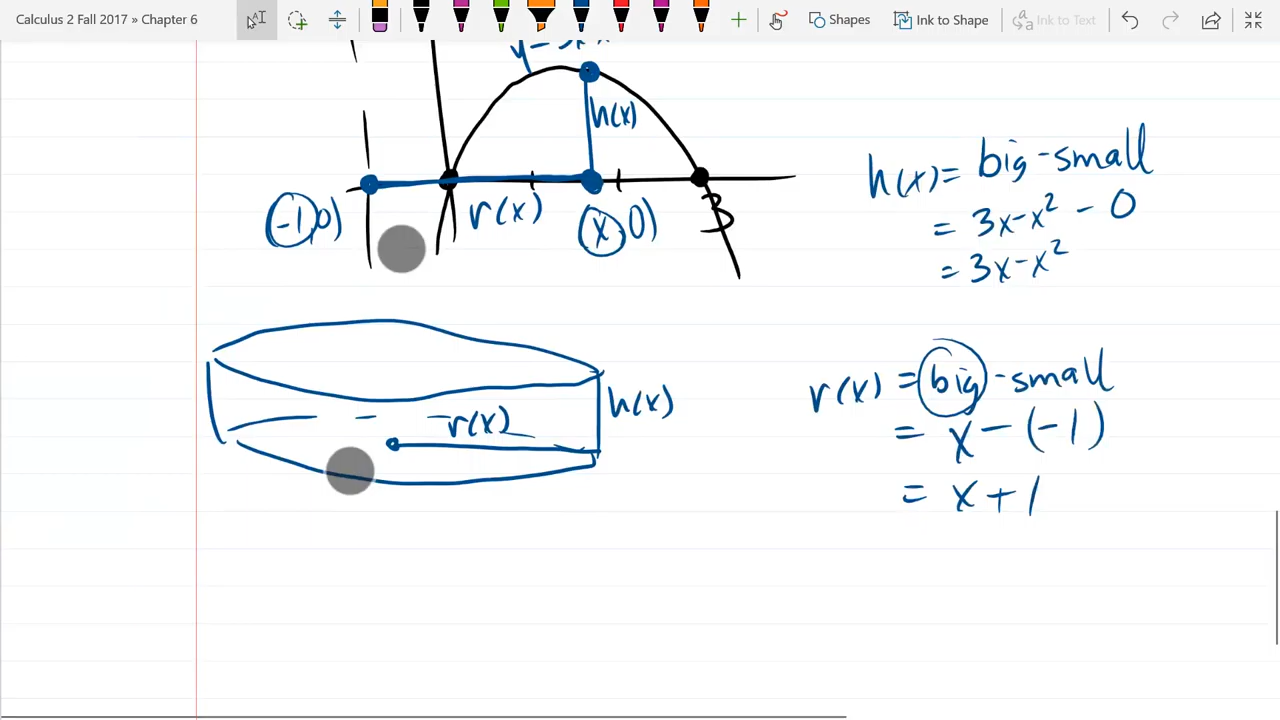 Calculus 2 Fall 2017 » Chapter 6
Shapes
Ink to Shape
Ink to Text
h(x)
(-1,0)
r(x)
(x,0)
3
h(x) = big - small
= 3x - x² - 0
= 3x - x²
h(x)
r(x)
r(x) = big - small
= x - (-1)
= x + 1